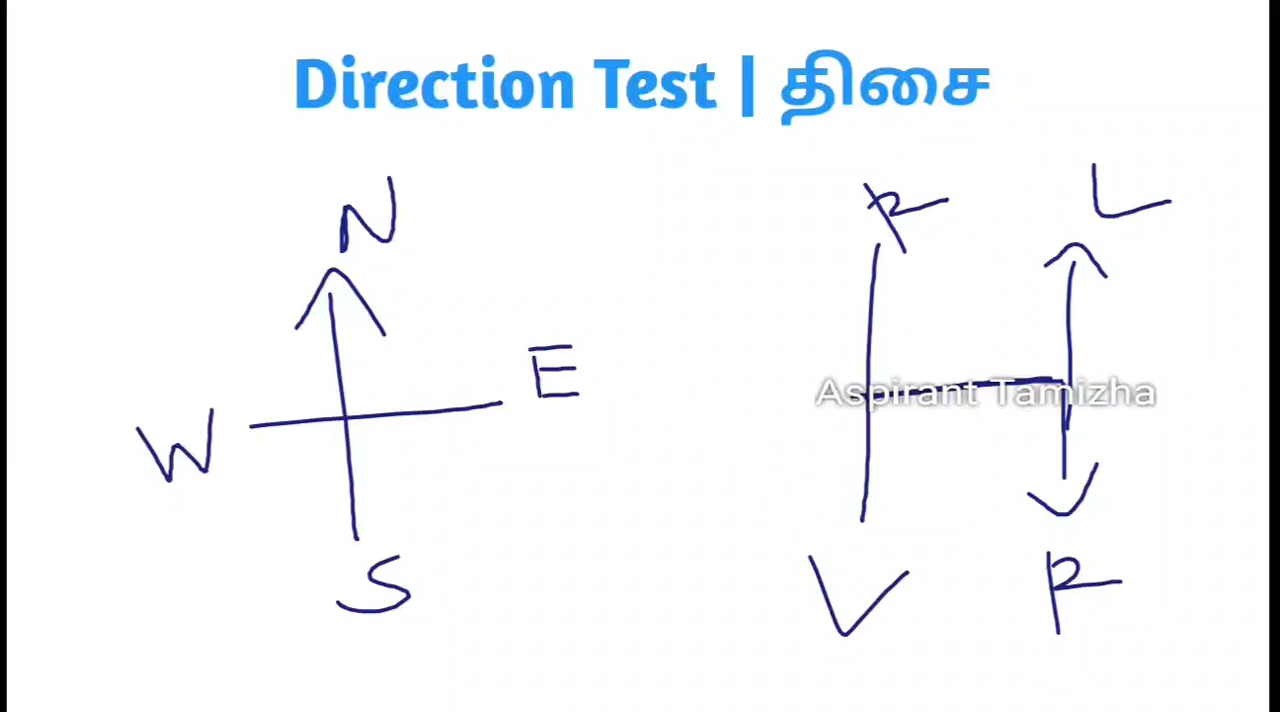 Direction Test | திசை
N
E
W
S
R
L
Aspirant Tamizha
V
R